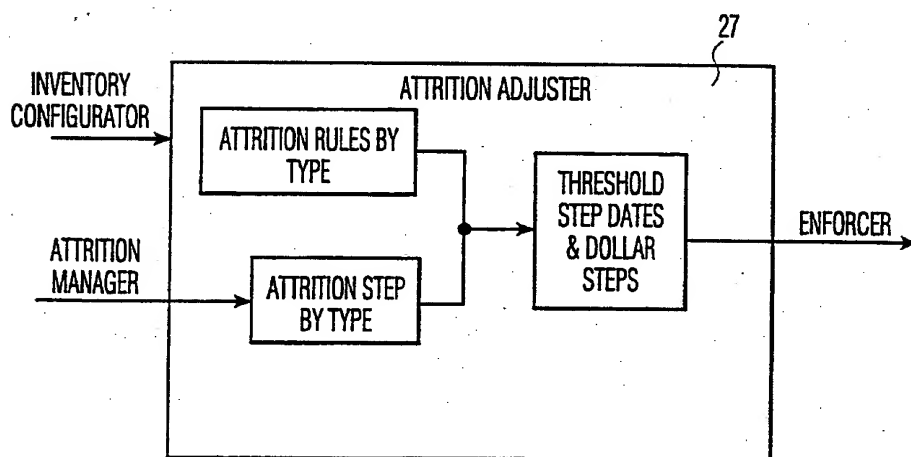 27
ATTRITION ADJUSTER
INVENTORY
CONFIGURATOR
ATTRITION RULES BY
TYPE
THRESHOLD
STEP DATES
& DOLLAR
STEPS
ENFORCER
ATTRITION
MANAGER
ATTRITION STEP
BY TYPE